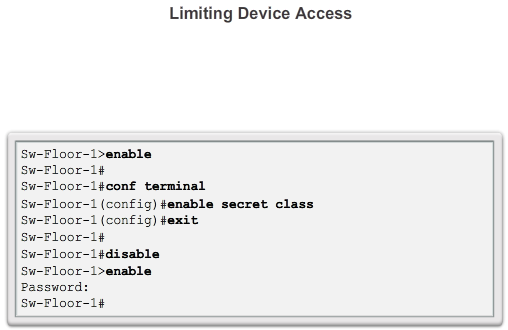 Limiting Device Access
Sw-Floor-1>enable
Sw-Floor-1#
Sw-Floor-1#conf terminal
Sw-Floor-1(config)#enable secret class
Sw-Floor-1(config)#exit
Sw-Floor-1#
Sw-Floor-1#disable
Sw-Floor-1>enable
Password:
Sw-Floor-1#